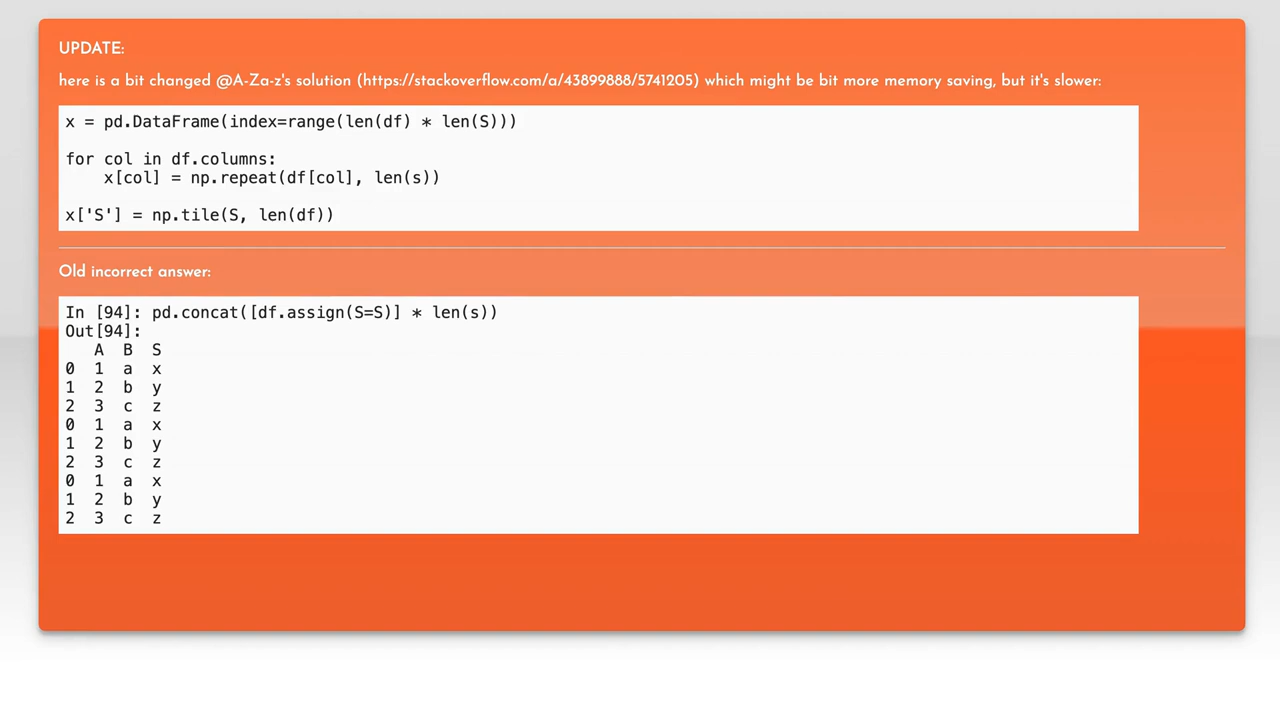 UPDATE:
here is a bit changed @A-Za-z's solution (https://stackoverflow.com/a/43899888/5741205) which might be bit more memory saving, but it's slower:
x = pd.DataFrame(index=range(len(df) * len(S)))
for col in df.columns:
    x[col] = np.repeat(df[col], len(s))
x['S'] = np.tile(S, len(df))
Old incorrect answer:
In [94]: pd.concat([df.assign(S=S)] * len(s))
Out[94]:
   A  B  S
0  1  a  x
1  2  b  y
2  3  c  z
0  1  a  x
1  2  b  y
2  3  c  z
0  1  a  x
1  2  b  y
2  3  c  z